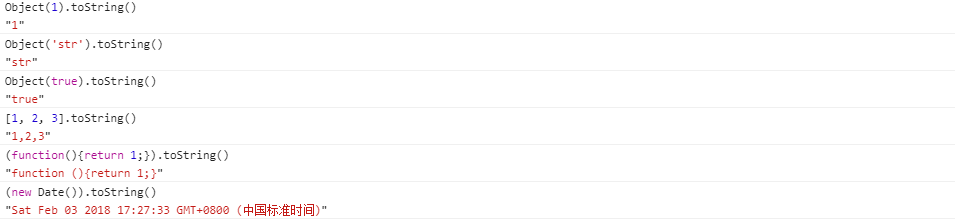 Object(1).toString()
"1"
Object('str').toString()
"str"
Object(true).toString()
"true"
[1, 2, 3].toString()
"1,2,3"
(function(){return 1;}).toString()
"function (){return 1;}"
(new Date()).toString()
"Sat Feb 03 2018 17:27:33 GMT+0800 (中国标准时间)"